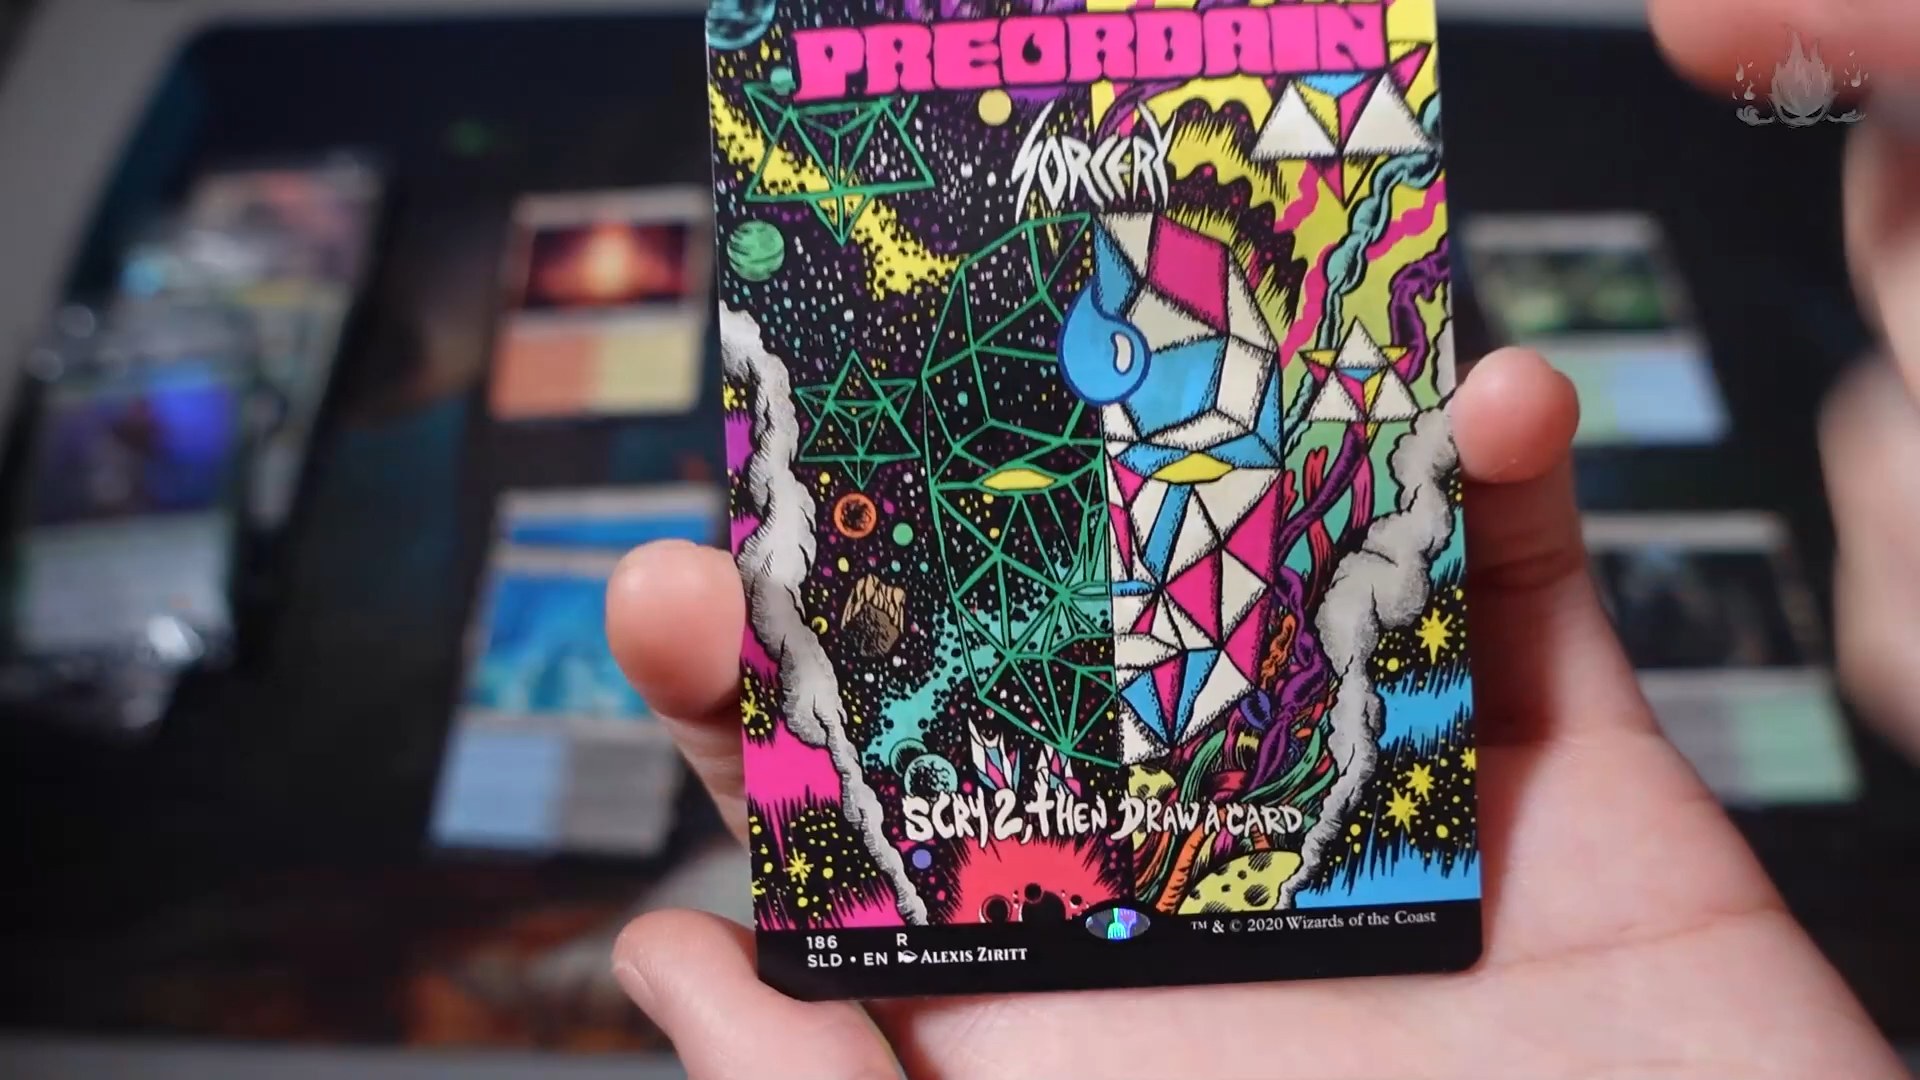 PREORDAIN
SORCERY
SCRY 2, THEN DRAW A CARD
186 R
SLD • EN ALEXIS ZIRITT
™ & © 2020 Wizards of the Coast